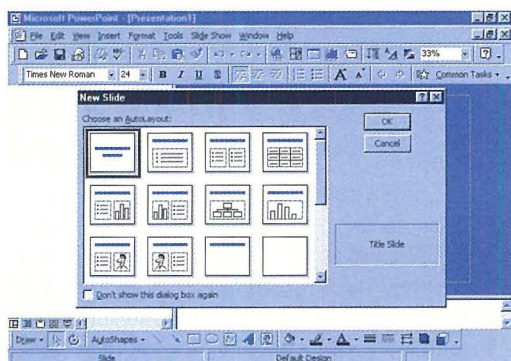 Microsoft PowerPoint - [Presentation1]
File Edit View Insert Format Tools Slide Show Window Help
33%
Times New Roman 24 B I U S A A Common Tasks
New Slide
Choose an AutoLayout:
OK
Cancel
Title Slide
Don't show this dialog box again
Draw AutoShapes A
Slide Default Design